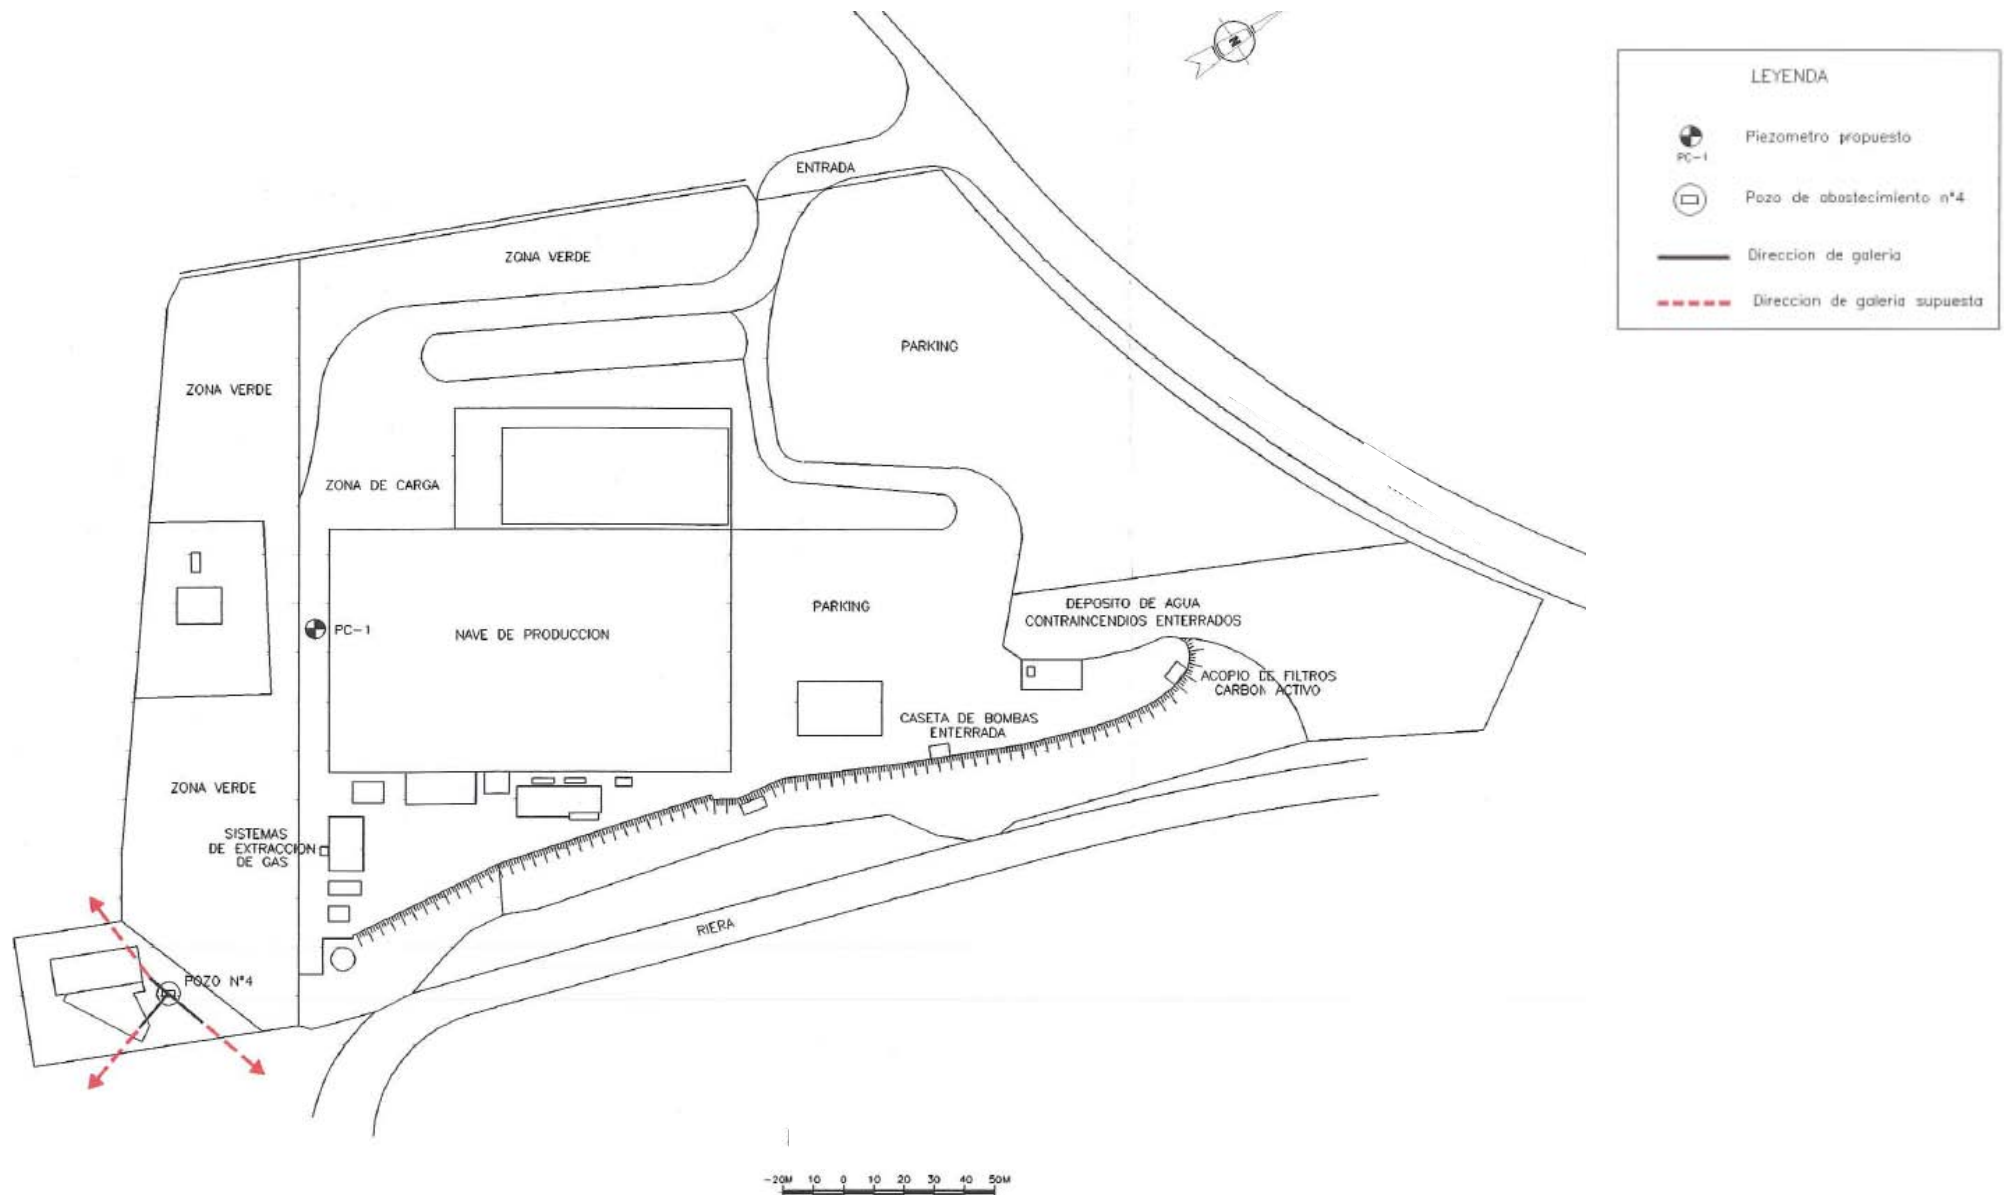 N
LEYENDA
PC-1
Piezometro propuesto
Pozo de abastecimiento n°4
Direccion de galeria
Direccion de galeria supuesta
ENTRADA
ZONA VERDE
PARKING
ZONA VERDE
ZONA DE CARGA
PC-1
NAVE DE PRODUCCION
PARKING
DEPOSITO DE AGUA
CONTRAINCENDIOS ENTERRADOS
ACOPIO DE FILTROS
CARBON ACTIVO
CASETA DE BOMBAS
ENTERRADA
ZONA VERDE
SISTEMAS
DE EXTRACCION
DE GAS
RIERA
POZO N°4
-20M 10 0 10 20 30 40 50M